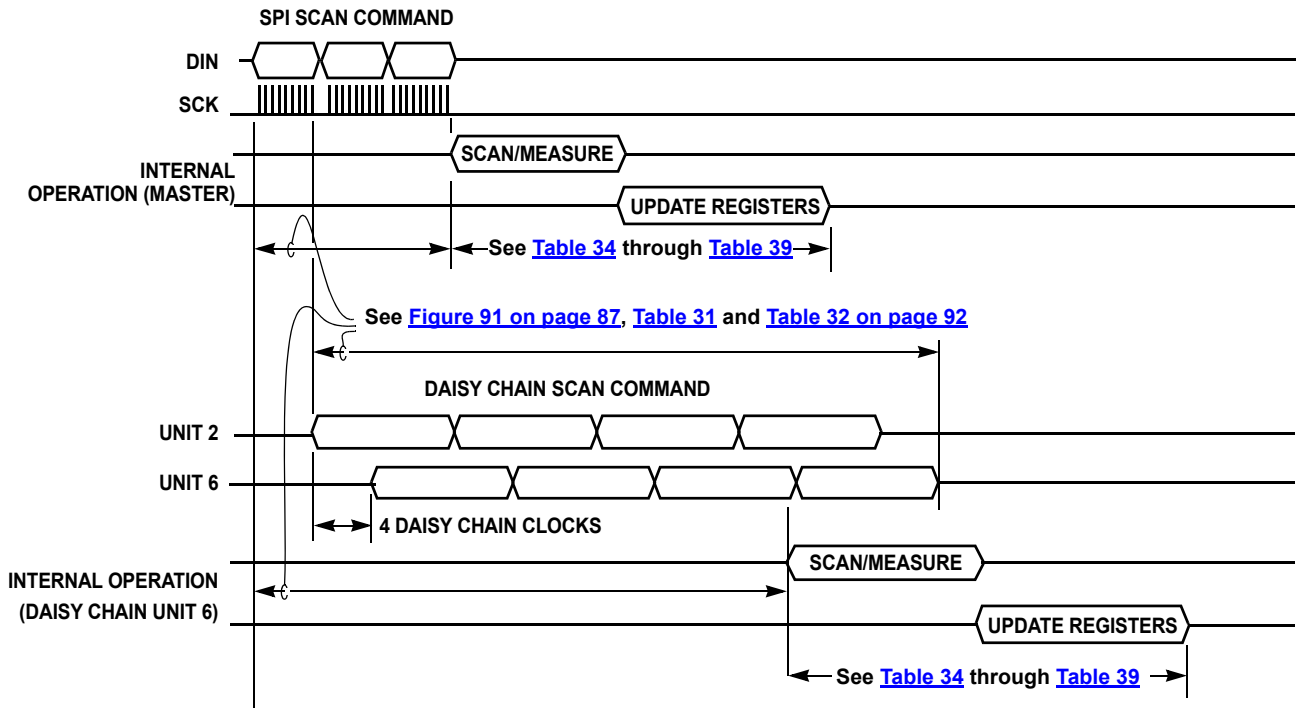 SPI SCAN COMMAND
DIN
SCK
SCAN/MEASURE
INTERNAL
OPERATION (MASTER)
UPDATE REGISTERS
See Table 34 through Table 39
See Figure 91 on page 87, Table 31 and Table 32 on page 92
DAISY CHAIN SCAN COMMAND
UNIT 2
UNIT 6
4 DAISY CHAIN CLOCKS
SCAN/MEASURE
INTERNAL OPERATION
(DAISY CHAIN UNIT 6)
UPDATE REGISTERS
See Table 34 through Table 39